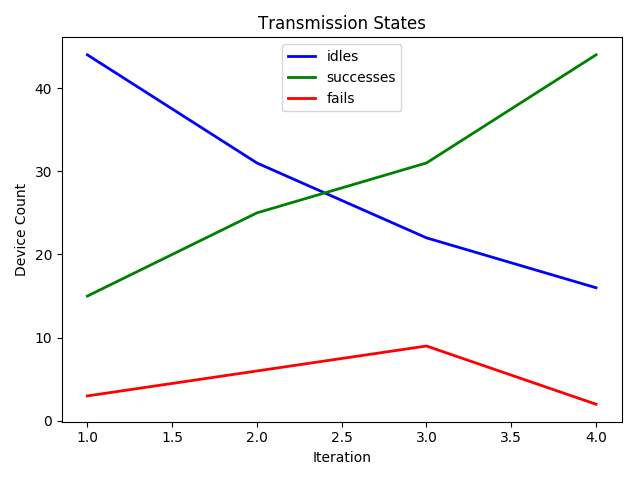 Transmission States
idles
successes
fails
Device Count
40
30
20
10
0
1.0 1.5 2.0 2.5 3.0 3.5 4.0
Iteration